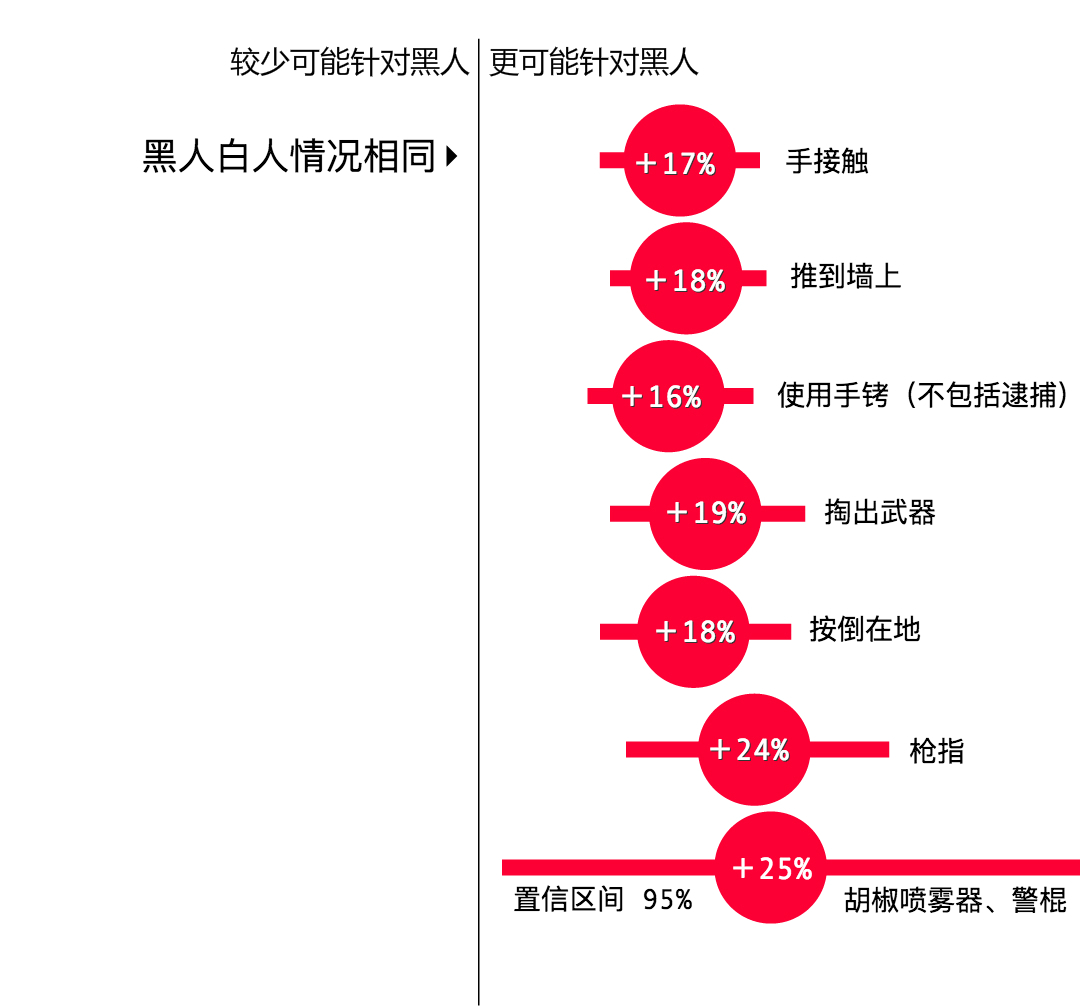 较少可能针对黑人
更可能针对黑人
黑人白人情况相同
+17% 手接触
+18% 推到墙上
+16% 使用手铐（不包括逮捕）
+19% 掏出武器
+18% 按倒在地
+24% 枪指
+25%
置信区间 95%
胡椒喷雾器、警棍